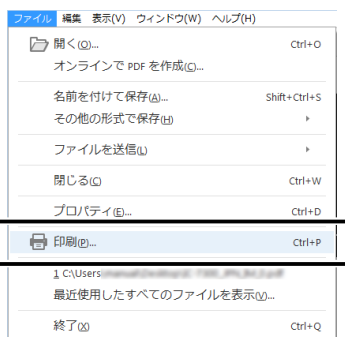 ファイル 編集 表示(V) ウィンドウ(W) ヘルプ(H)
開く(O)... Ctrl+O
オンラインで PDF を作成(C)...
名前を付けて保存(A)... Shift+Ctrl+S
その他の形式で保存(H)
ファイルを送信(L)
閉じる(C) Ctrl+W
プロパティ(E)... Ctrl+D
印刷(P)... Ctrl+P
1 C:\Users
最近使用したすべてのファイルを表示(V)...
終了(X) Ctrl+Q